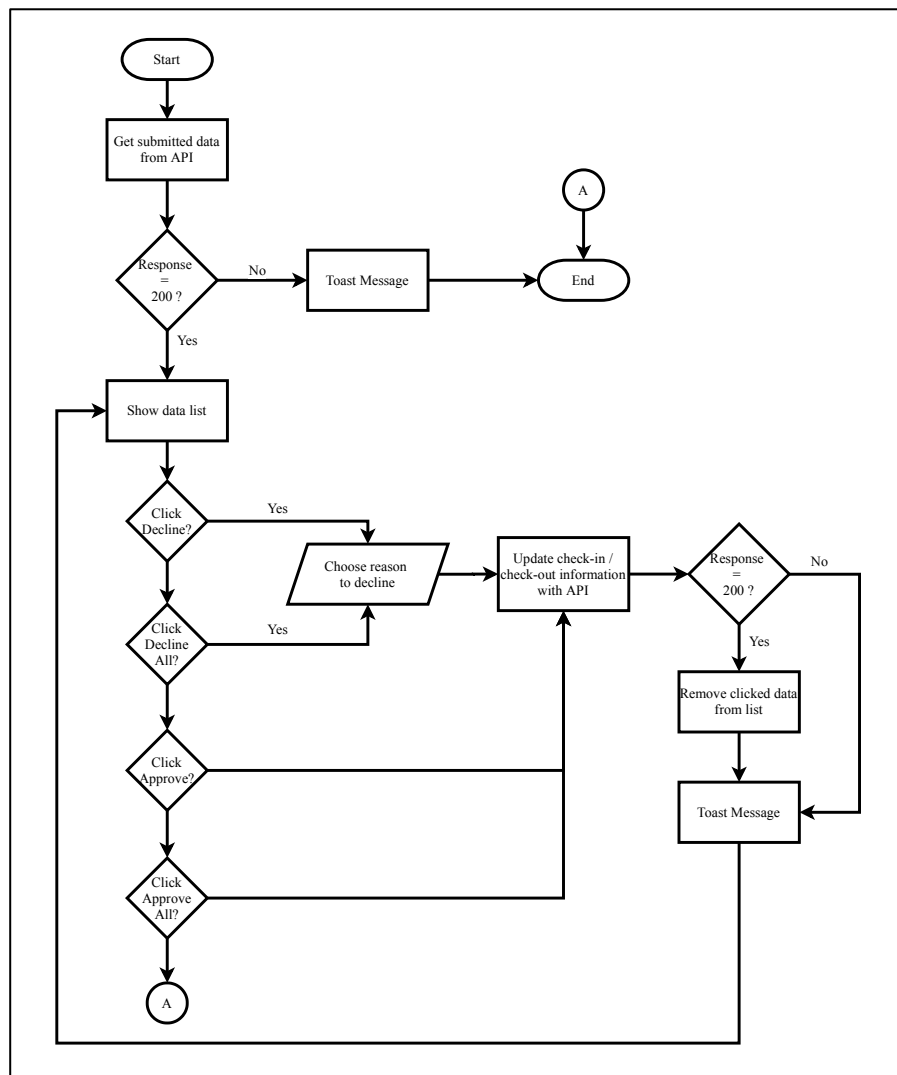 Start
Get submitted data
from API
A
Response
=
200 ?
No
Toast Message
End
Yes
Show data list
Click
Decline?
Yes
Choose reason
to decline
Update check-in /
check-out information
with API
Response
=
200 ?
No
Click
Decline
All?
Yes
Yes
Remove clicked data
from list
Click
Approve?
Toast Message
Click
Approve
All?
A